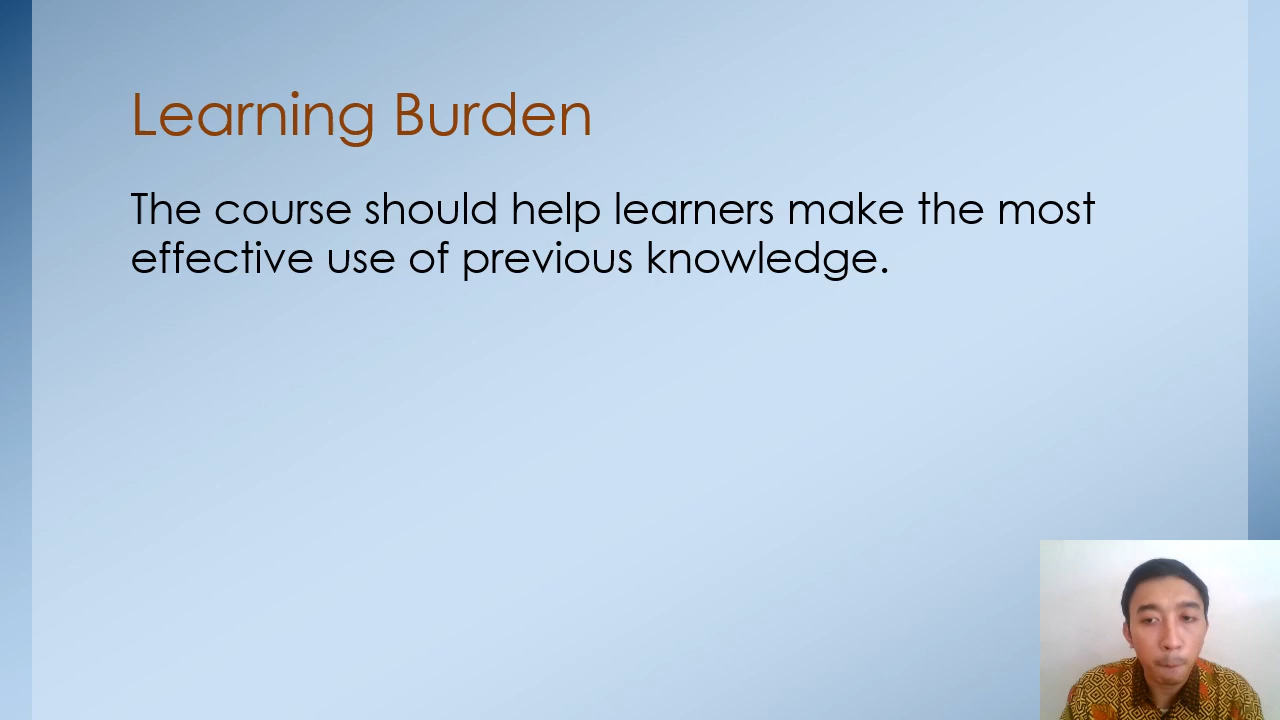 Learning Burden
The course should help learners make the most
effective use of previous knowledge.